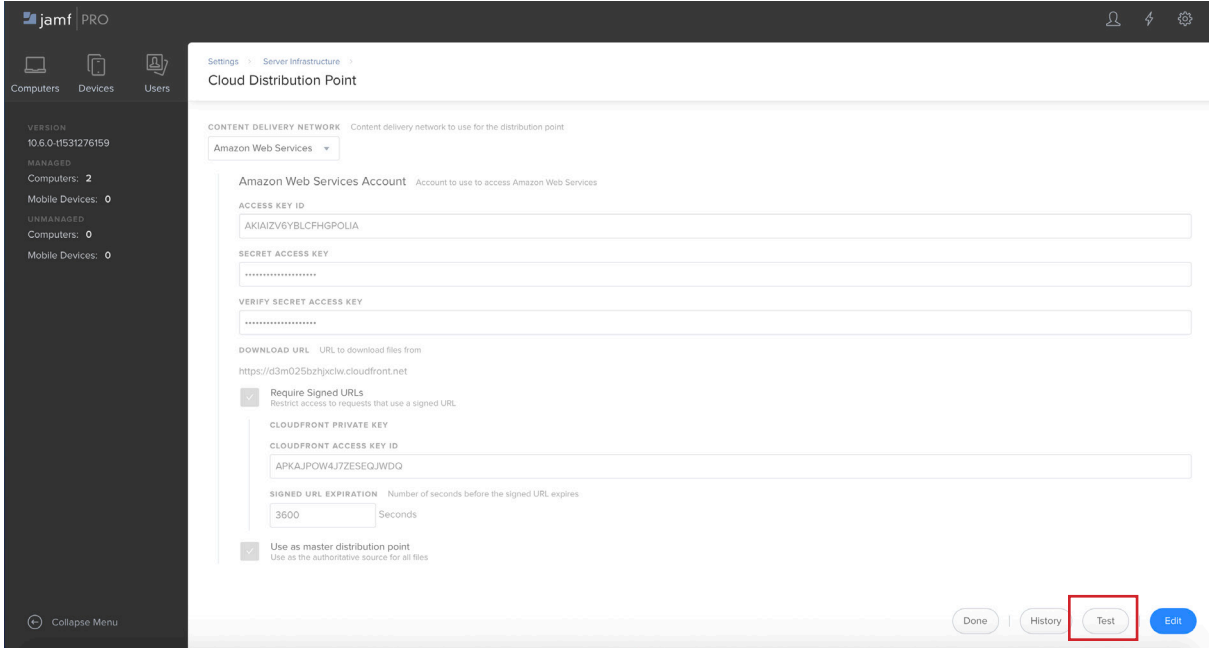 jamf PRO
Computers Devices Users
VERSION
10.6.0-t1531276159
MANAGED
Computers: 2
Mobile Devices: 0
UNMANAGED
Computers: 0
Mobile Devices: 0
Collapse Menu
Settings > Server Infrastructure >
Cloud Distribution Point
CONTENT DELIVERY NETWORK Content delivery network to use for the distribution point
Amazon Web Services
Amazon Web Services Account Account to use to access Amazon Web Services
ACCESS KEY ID
AKIAIZV6YBLCFHGPOLIA
SECRET ACCESS KEY
••••••••••••••••••••
VERIFY SECRET ACCESS KEY
••••••••••••••••••••
DOWNLOAD URL URL to download files from
https://d3m025bzhjxclw.cloudfront.net
Require Signed URLs
Restrict access to requests that use a signed URL
CLOUDFRONT PRIVATE KEY
CLOUDFRONT ACCESS KEY ID
APKAJPOW4J7ZESEQJWDQ
SIGNED URL EXPIRATION Number of seconds before the signed URL expires
3600 Seconds
Use as master distribution point
Use as the authoritative source for all files
Done | History Test Edit